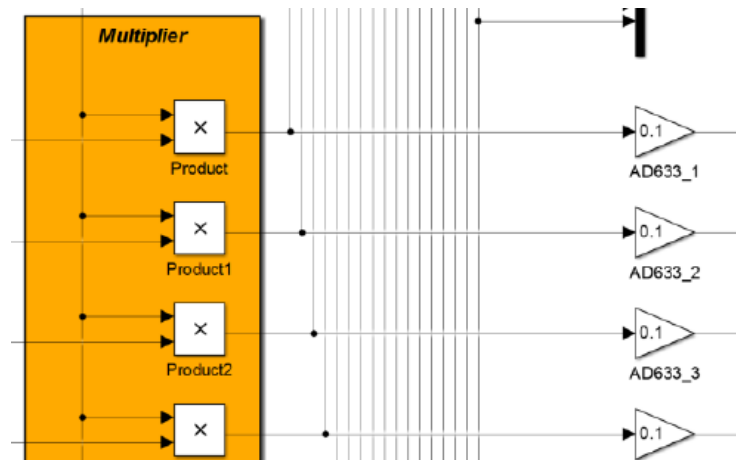 Multiplier
×
0.1
Product
AD633_1
×
0.1
Product1
AD633_2
×
0.1
Product2
AD633_3
×
0.1